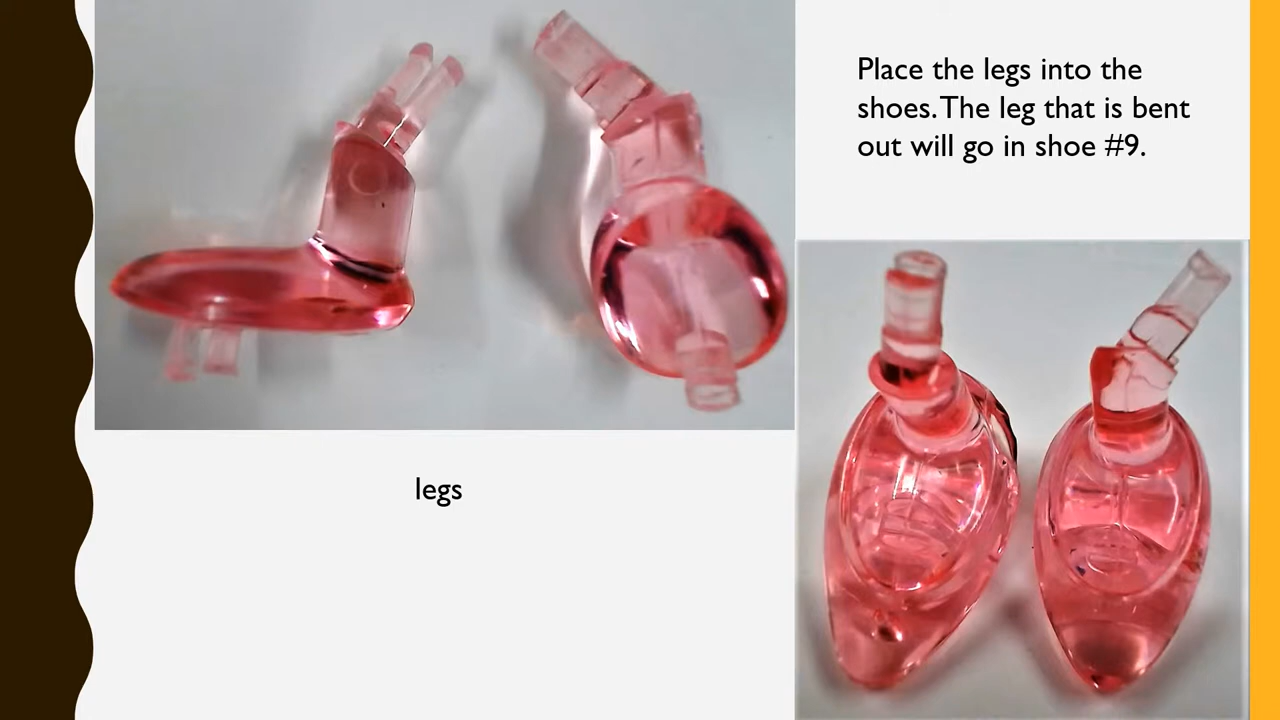 Place the legs into the
shoes. The leg that is bent
out will go in shoe #9.
legs